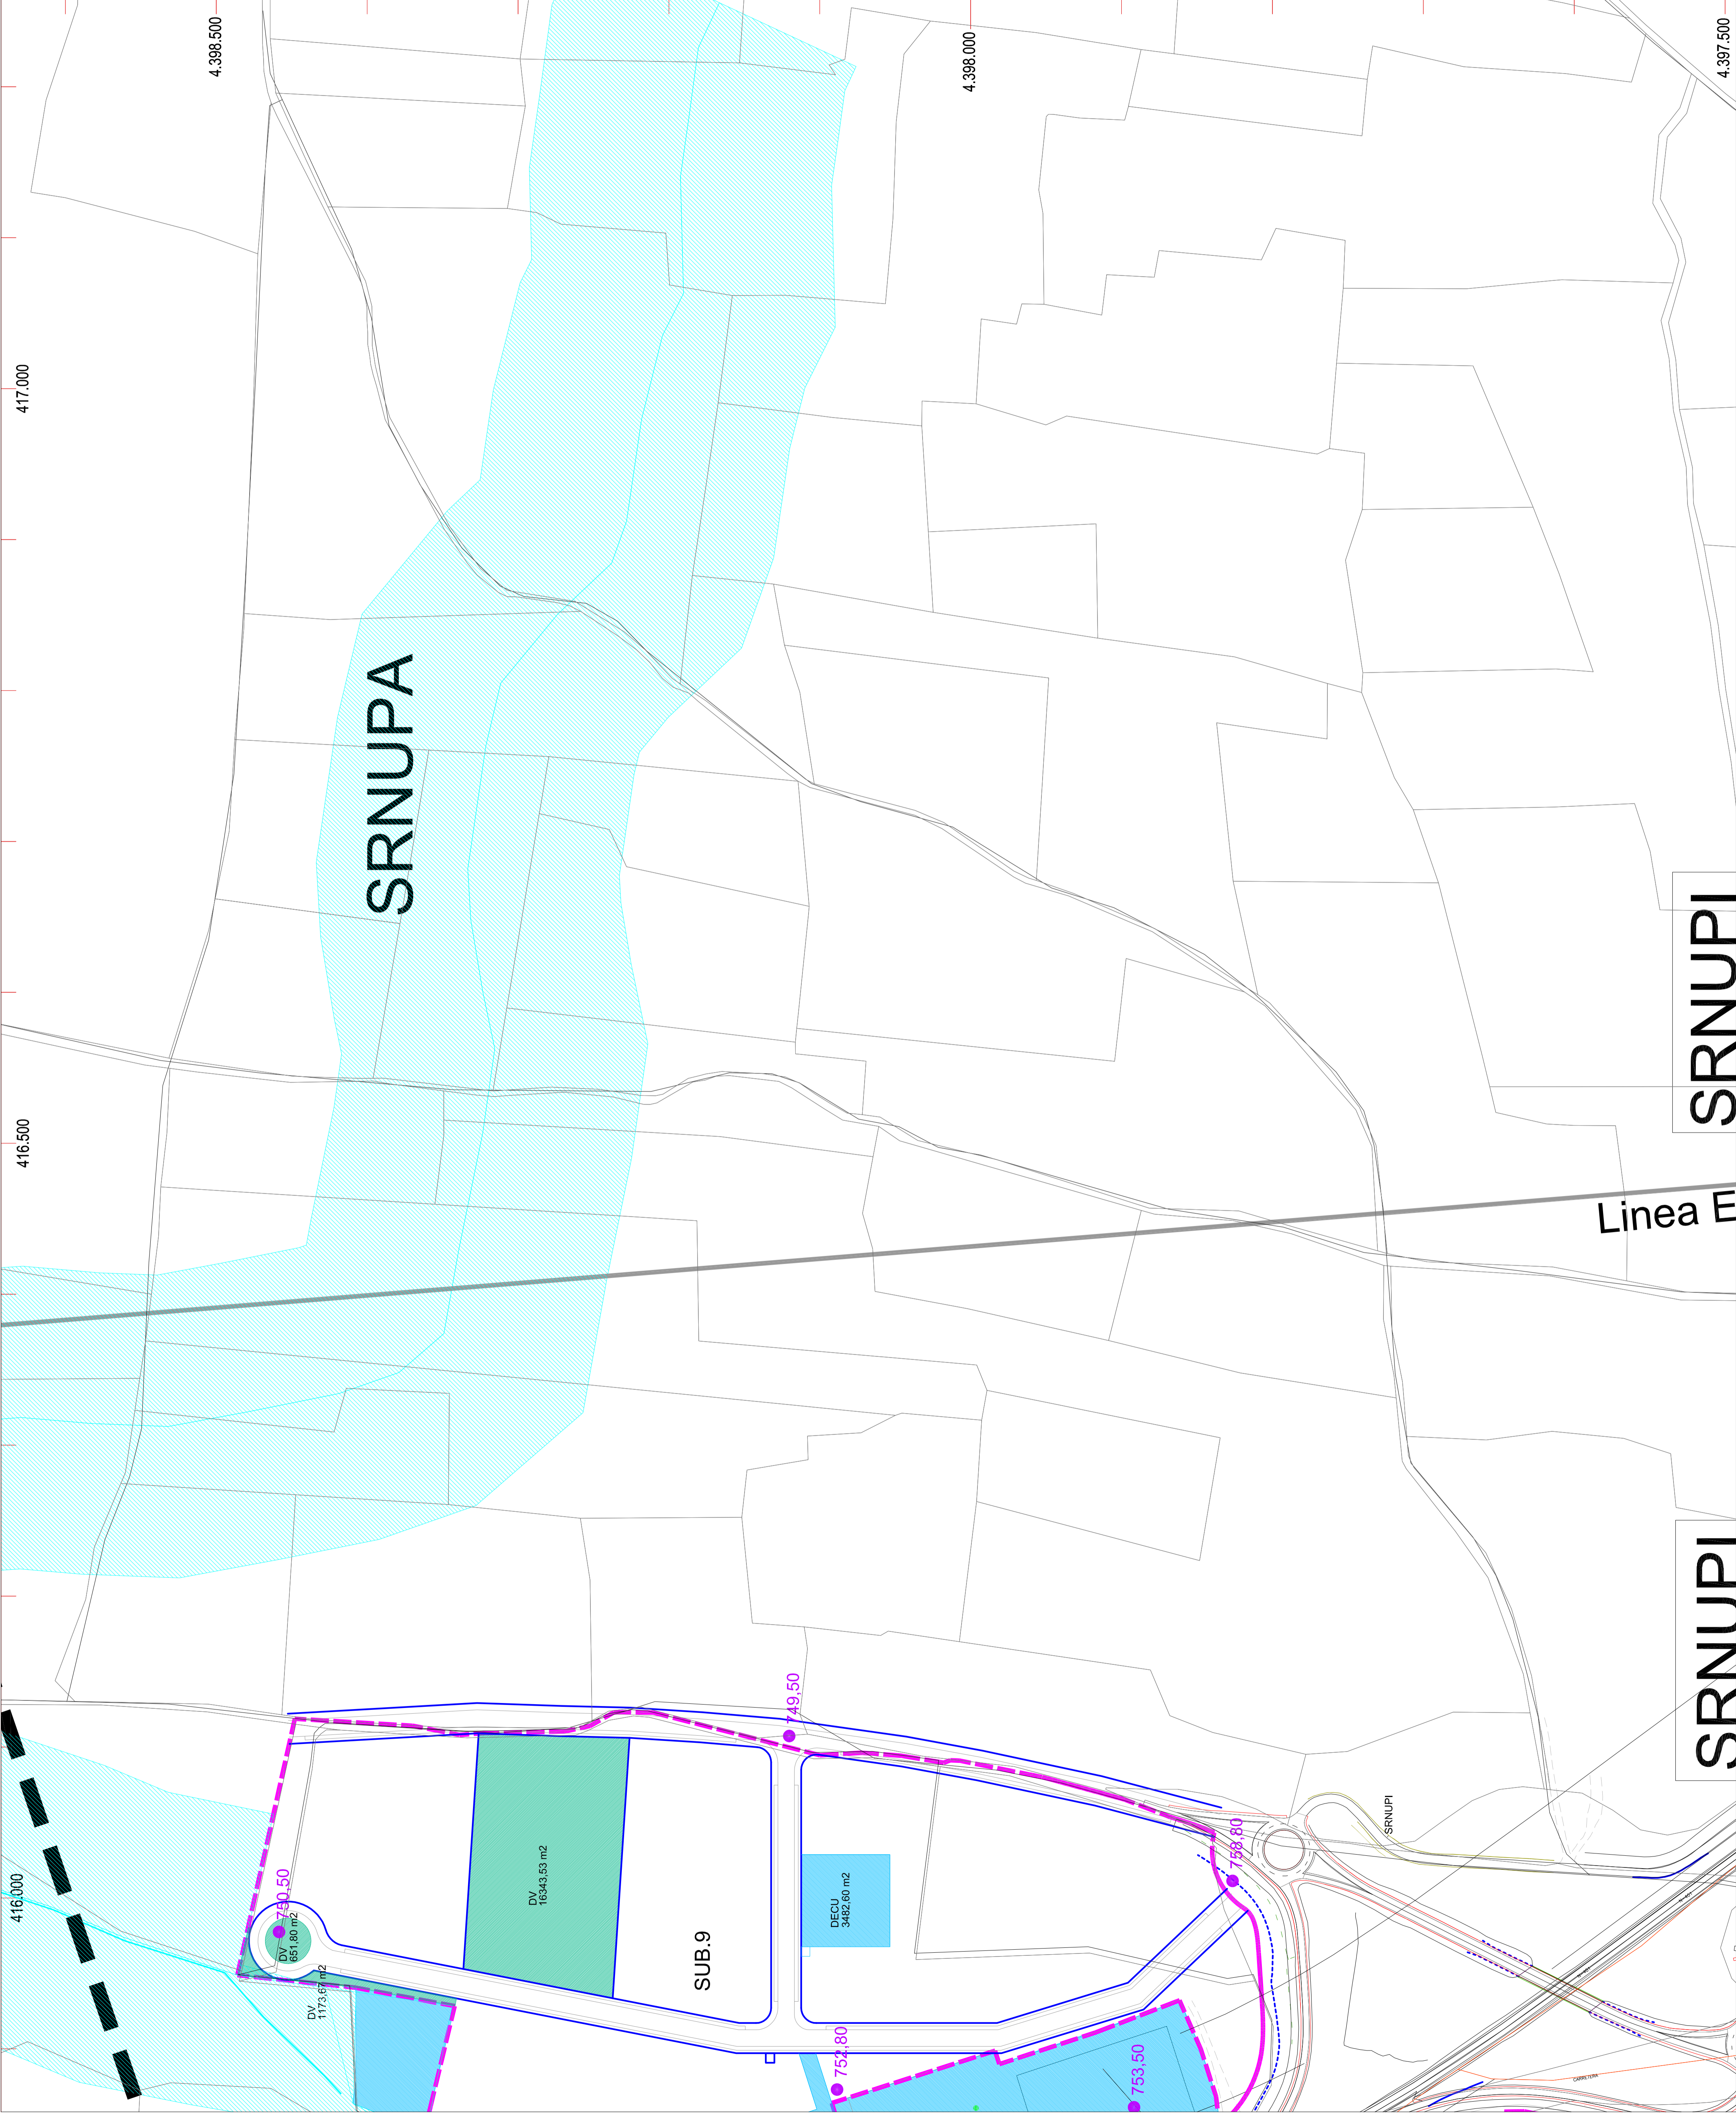 4.398.500
4.398.000
4.397.500
417.000
SRNUPA
SRNUPI
416.500
Linea E
SRNUPI
749,50
SRNUPI
758,80
DV
16343,53 m2
DECU
3482,60 m2
416.000
750,50
DV
651,80 m2
SUB.9
DV
1173,67 m2
752,80
753,50
CARRETERA